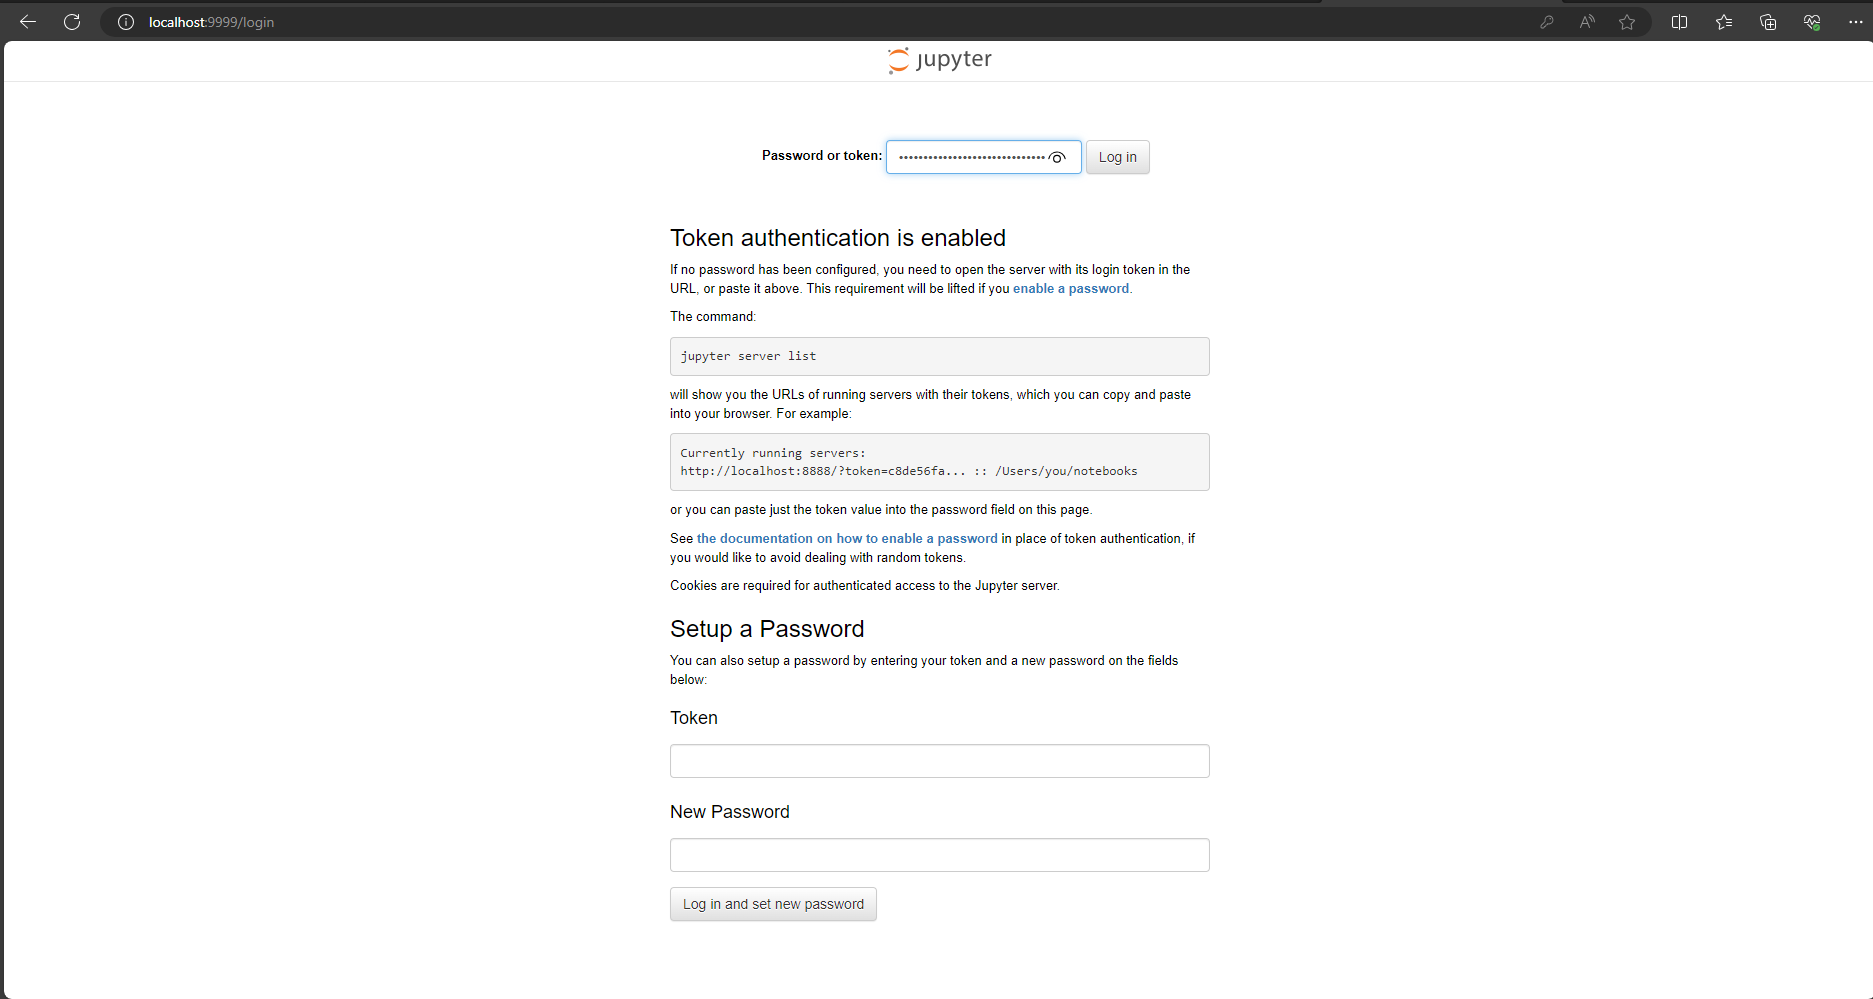 localhost:9999/login
jupyter
Password or token:
Log in
Token authentication is enabled
If no password has been configured, you need to open the server with its login token in the
URL, or paste it above. This requirement will be lifted if you enable a password.
The command:
jupyter server list
will show you the URLs of running servers with their tokens, which you can copy and paste
into your browser. For example:
Currently running servers:
http://localhost:8888/?token=c8de56fa... :: /Users/you/notebooks
or you can paste just the token value into the password field on this page.
See the documentation on how to enable a password in place of token authentication, if
you would like to avoid dealing with random tokens.
Cookies are required for authenticated access to the Jupyter server.
Setup a Password
You can also setup a password by entering your token and a new password on the fields
below:
Token
New Password
Log in and set new password